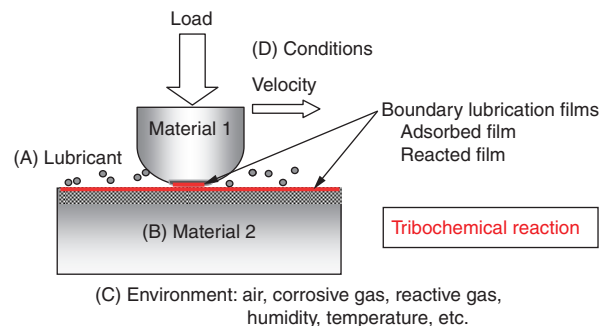 Load
(D) Conditions
Velocity
Material 1
Boundary lubrication films
Adsorbed film
Reacted film
(A) Lubricant
(B) Material 2
Tribochemical reaction
(C) Environment: air, corrosive gas, reactive gas,
humidity, temperature, etc.